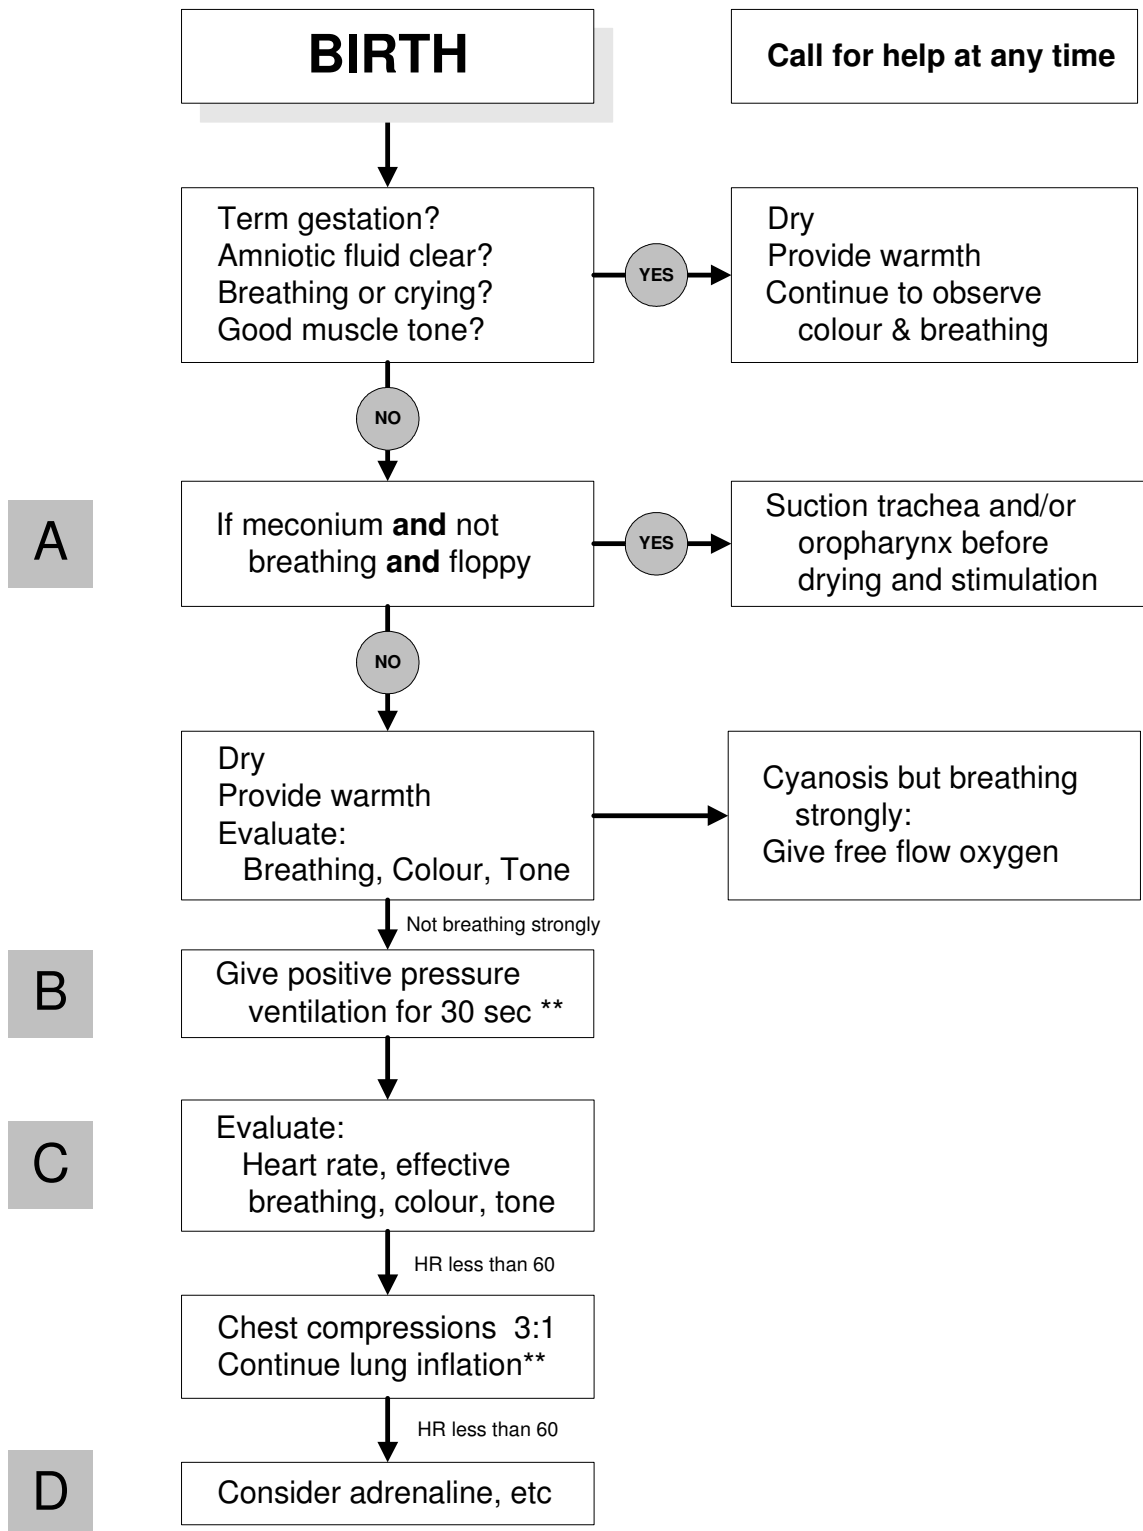 BIRTH
Call for help at any time
Term gestation?
Amniotic fluid clear?
Breathing or crying?
Good muscle tone?
YES
Dry
Provide warmth
Continue to observe
colour & breathing
NO
A
If meconium and not
breathing and floppy
YES
Suction trachea and/or
oropharynx before
drying and stimulation
NO
Dry
Provide warmth
Evaluate:
Breathing, Colour, Tone
Cyanosis but breathing
strongly:
Give free flow oxygen
Not breathing strongly
B
Give positive pressure
ventilation for 30 sec **
C
Evaluate:
Heart rate, effective
breathing, colour, tone
HR less than 60
Chest compressions 3:1
Continue lung inflation**
HR less than 60
D
Consider adrenaline, etc